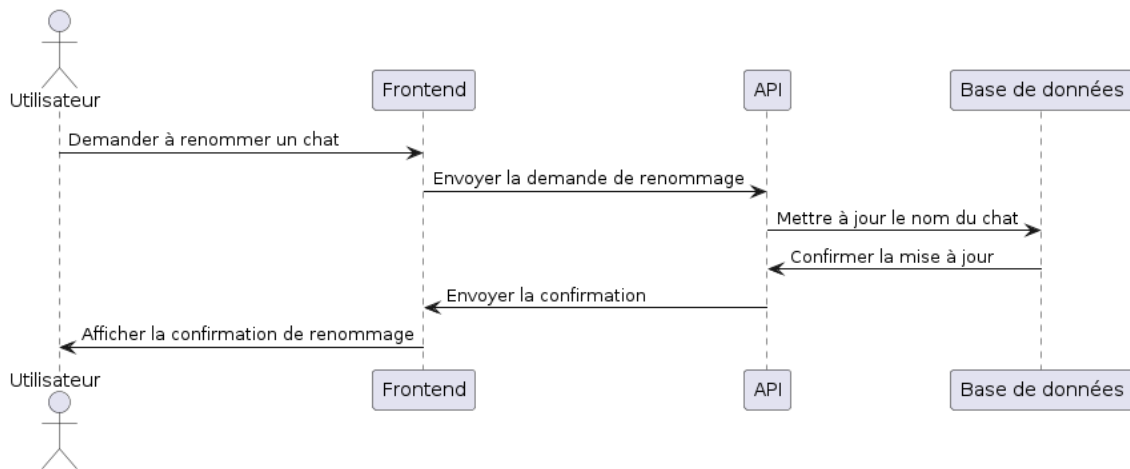 Utilisateur
Frontend
API
Base de données
Demander à renommer un chat
Envoyer la demande de renommage
Mettre à jour le nom du chat
Confirmer la mise à jour
Envoyer la confirmation
Afficher la confirmation de renommage
Utilisateur
Frontend
API
Base de données